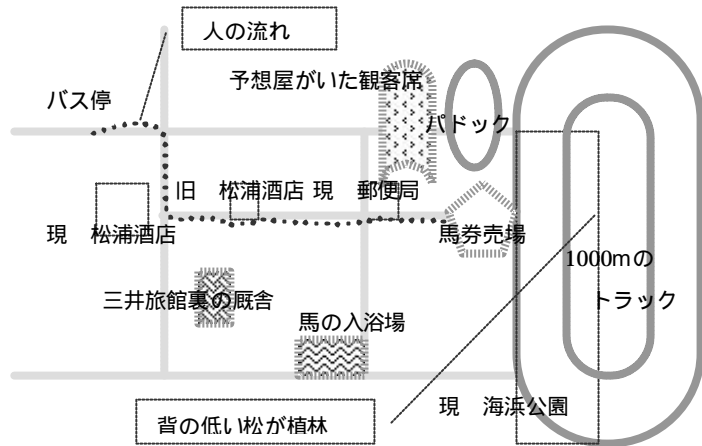 人の流れ
予想屋がいた観客席
バス停
パドック
旧　松浦酒店
現　郵便局
現　松浦酒店
馬券売場
1000mの
トラック
三井旅館裏の厩舎
馬の入浴場
現　海浜公園
背の低い松が植林